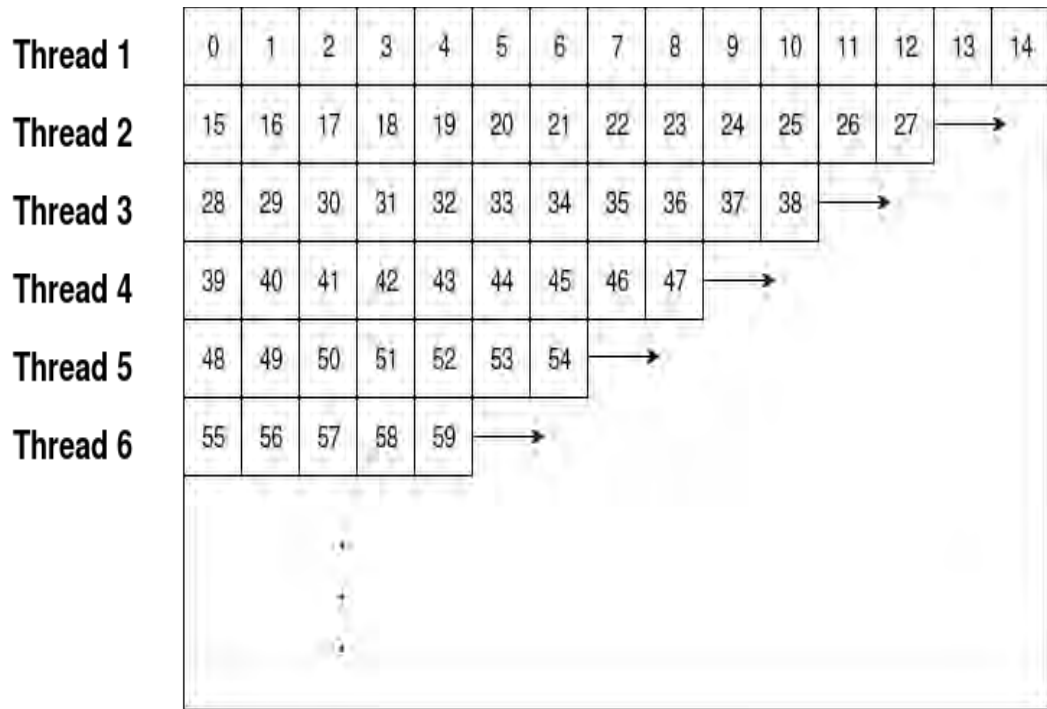 Thread 1 0 1 2 3 4 5 6 7 8 9 10 11 12 13 14
Thread 2 15 16 17 18 19 20 21 22 23 24 25 26 27
Thread 3 28 29 30 31 32 33 34 35 36 37 38
Thread 4 39 40 41 42 43 44 45 46 47
Thread 5 48 49 50 51 52 53 54
Thread 6 55 56 57 58 59